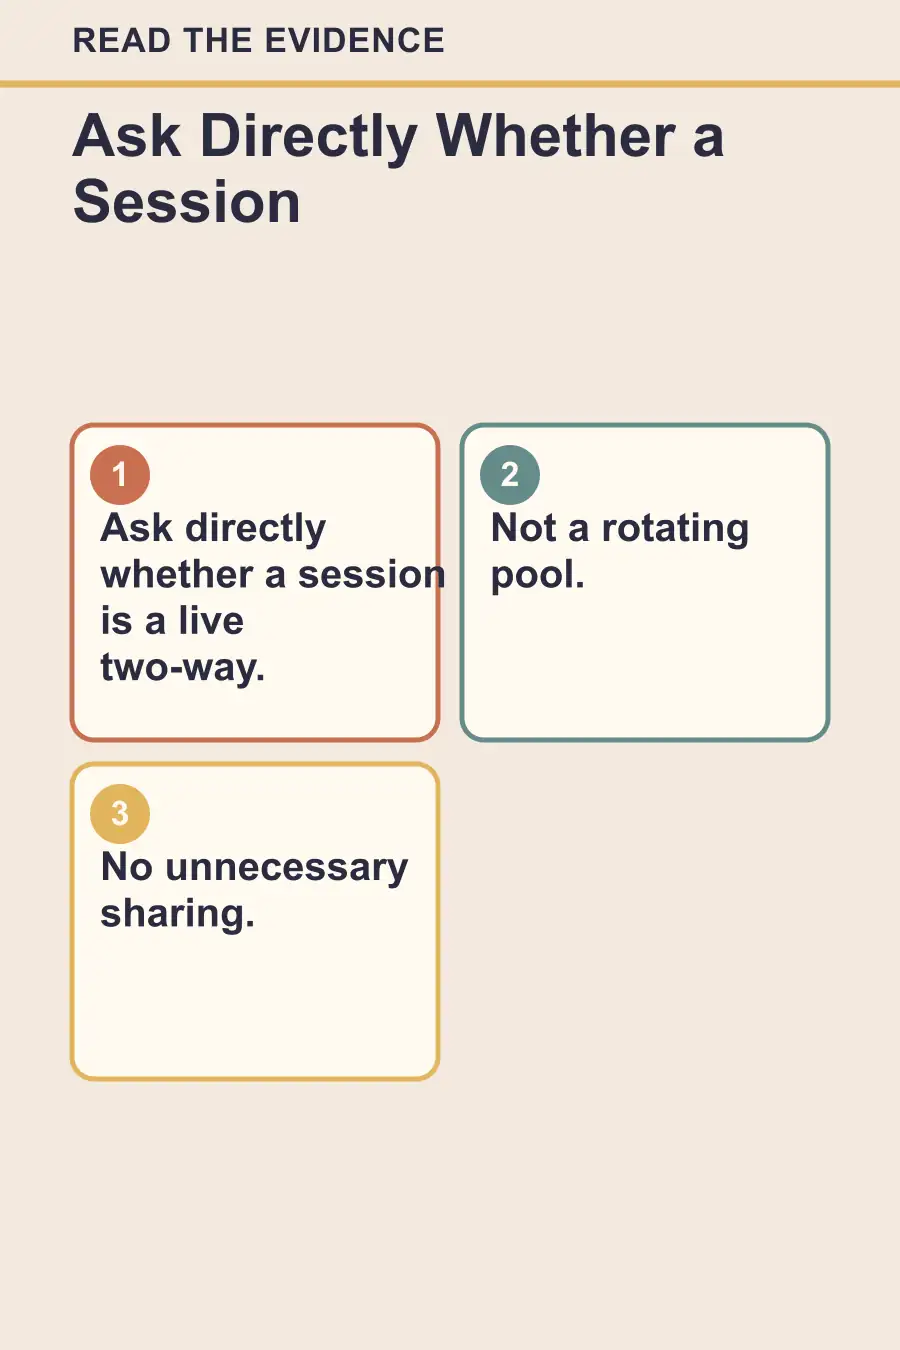 READ THE EVIDENCE
Ask Directly Whether a
Session
1
Ask directly
whether a session
is a live
two-way.
2
Not a rotating
pool.
3
No unnecessary
sharing.